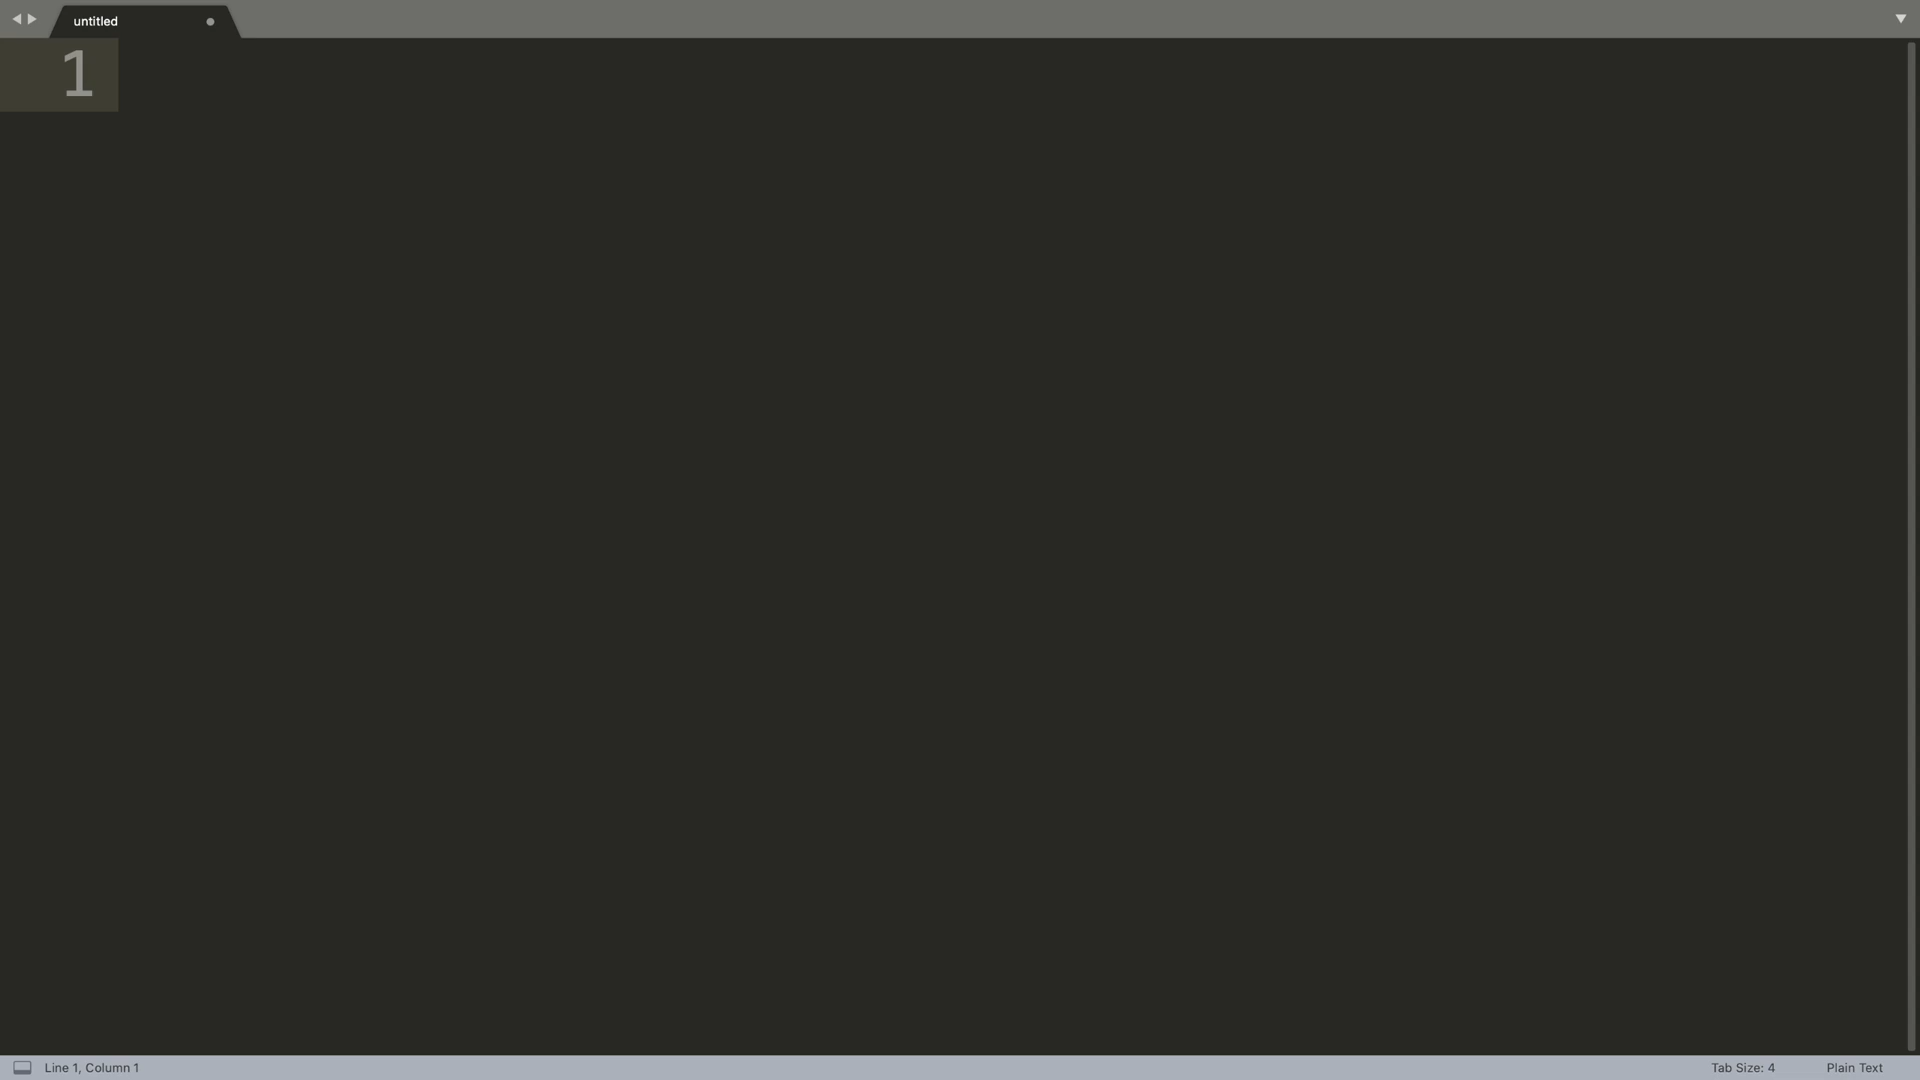 untitled
1
Line 1, Column 1
Tab Size: 4
Plain Text